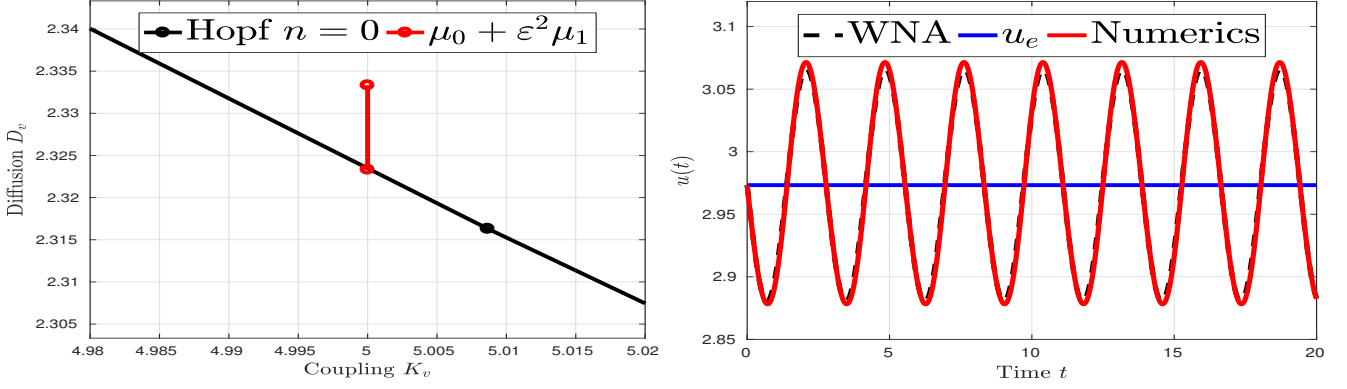 Hopf n = 0 μ₀ + ε²μ₁
2.34
2.335
2.33
2.325
2.32
2.315
2.31
2.305
Diffusion Dᵥ
4.98 4.985 4.99 4.995 5 5.005 5.01 5.015 5.02
Coupling Kᵥ
WNA uₑ Numerics
3.1
3.05
3
2.95
2.9
2.85
u(t)
0 5 10 15 20
Time t